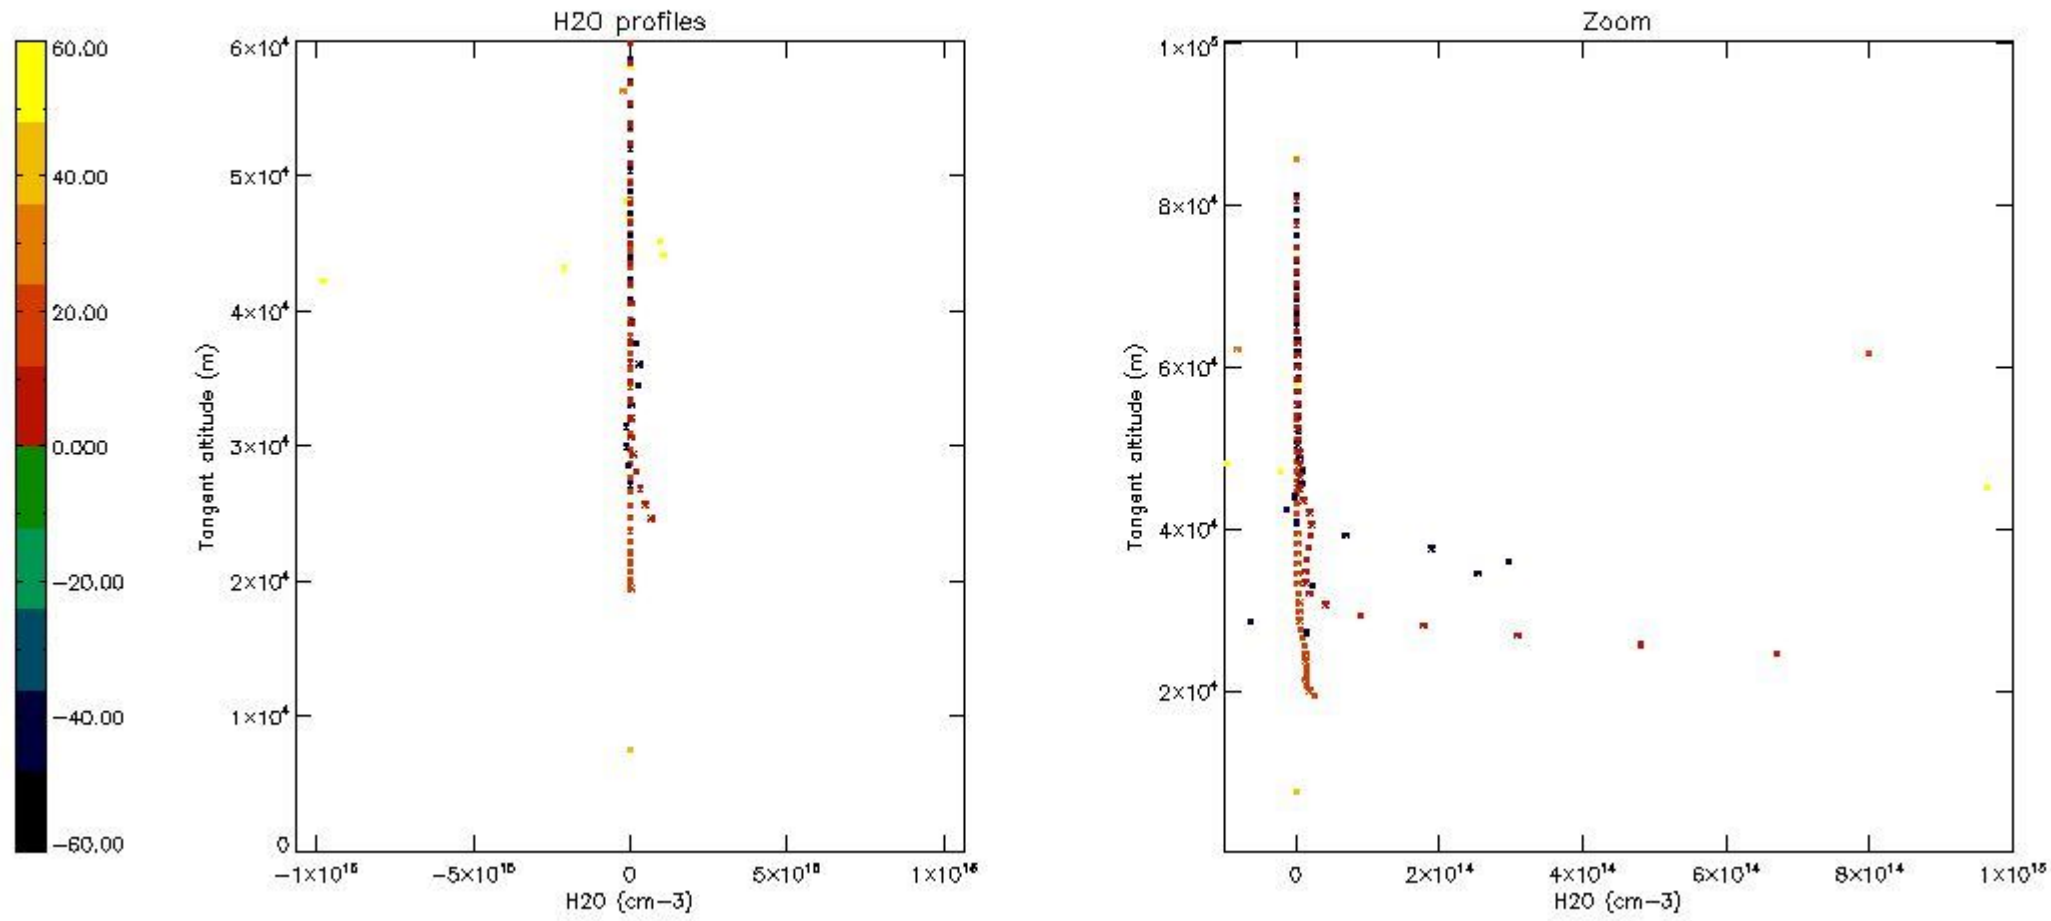 60.00
40.00
20.00
0.000
−20.00
−40.00
−60.00
H2O profiles
6×10⁴
5×10⁴
4×10⁴
3×10⁴
2×10⁴
1×10⁴
0
Tangent altitude (m)
−1×10¹⁶ −5×10¹⁵ 0 5×10¹⁵ 1×10¹⁶
H2O (cm−3)
Zoom
1×10⁵
8×10⁴
6×10⁴
4×10⁴
2×10⁴
Tangent altitude (m)
0 2×10¹⁴ 4×10¹⁴ 6×10¹⁴ 8×10¹⁴ 1×10¹⁵
H2O (cm−3)